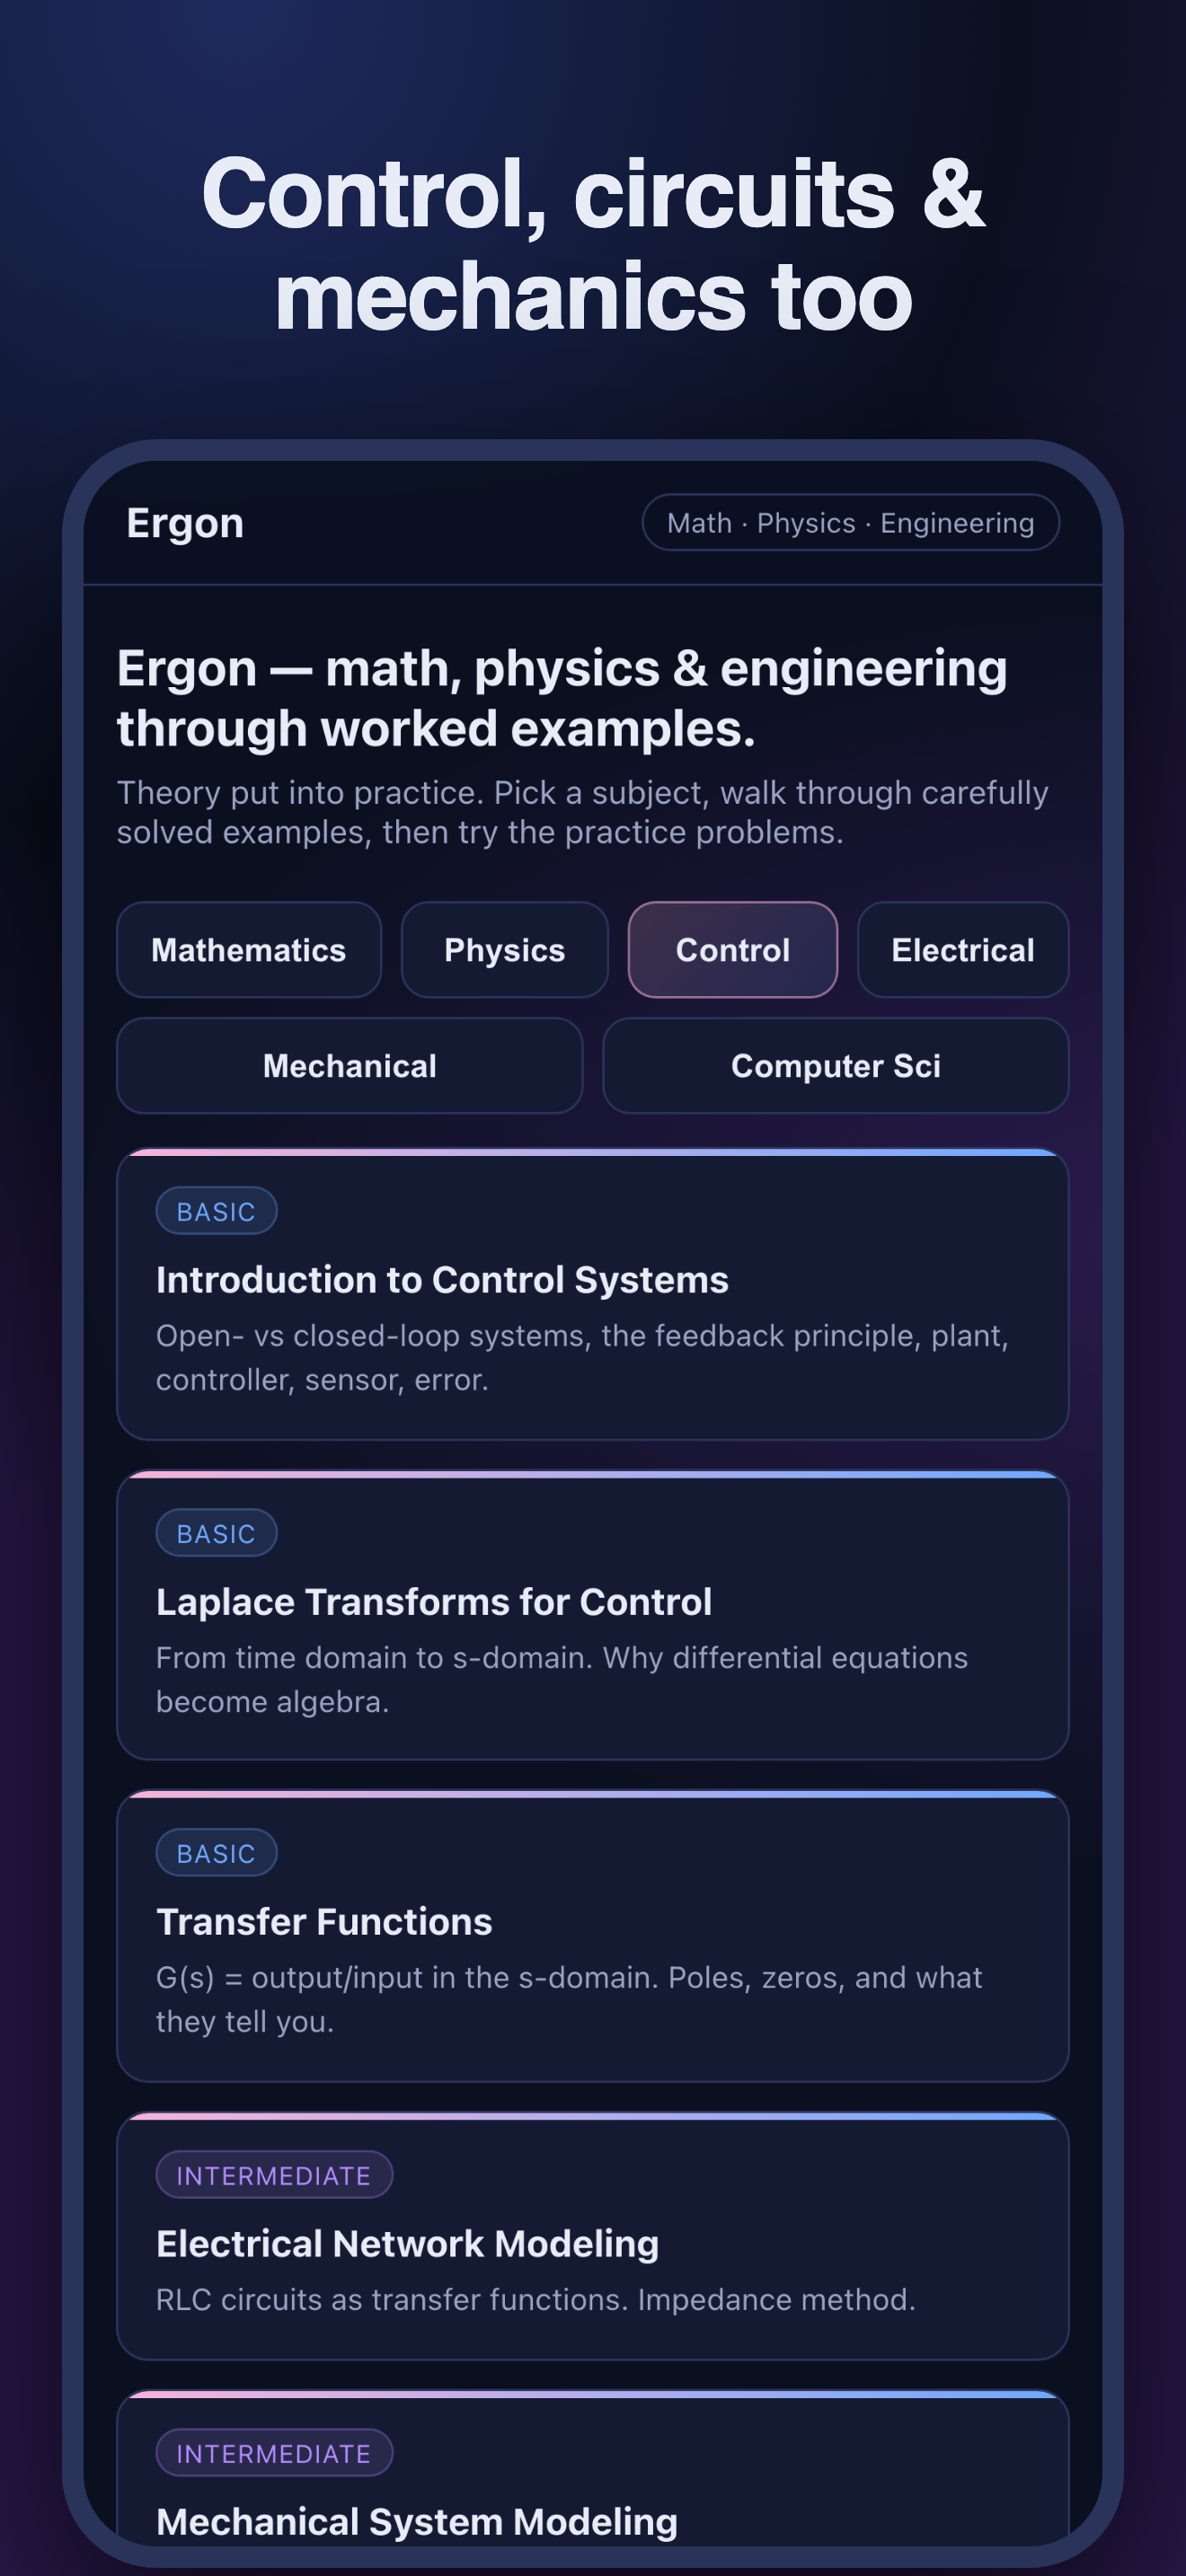 Control, circuits &
mechanics too
Ergon
Math · Physics · Engineering
Ergon — math, physics & engineering
through worked examples.
Theory put into practice. Pick a subject, walk through carefully
solved examples, then try the practice problems.
Mathematics
Physics
Control
Electrical
Mechanical
Computer Sci
BASIC
Introduction to Control Systems
Open- vs closed-loop systems, the feedback principle, plant,
controller, sensor, error.
BASIC
Laplace Transforms for Control
From time domain to s-domain. Why differential equations
become algebra.
BASIC
Transfer Functions
G(s) = output/input in the s-domain. Poles, zeros, and what
they tell you.
INTERMEDIATE
Electrical Network Modeling
RLC circuits as transfer functions. Impedance method.
INTERMEDIATE
Mechanical System Modeling